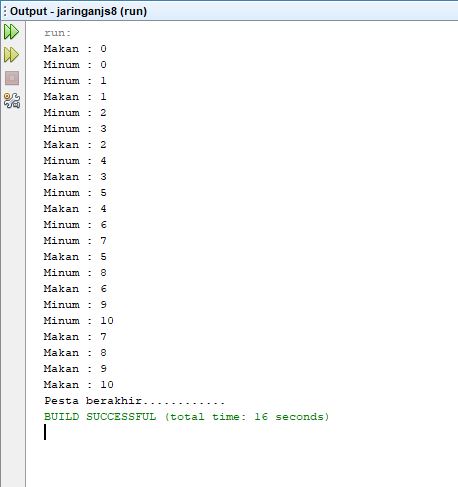 Output - jaringanjs8 (run)
run:
Makan : 0
Minum : 0
Minum : 1
Makan : 1
Minum : 2
Minum : 3
Makan : 2
Minum : 4
Makan : 3
Minum : 5
Makan : 4
Minum : 6
Minum : 7
Makan : 5
Minum : 8
Makan : 6
Minum : 9
Minum : 10
Makan : 7
Makan : 8
Makan : 9
Makan : 10
Pesta berakhir............
BUILD SUCCESSFUL (total time: 16 seconds)